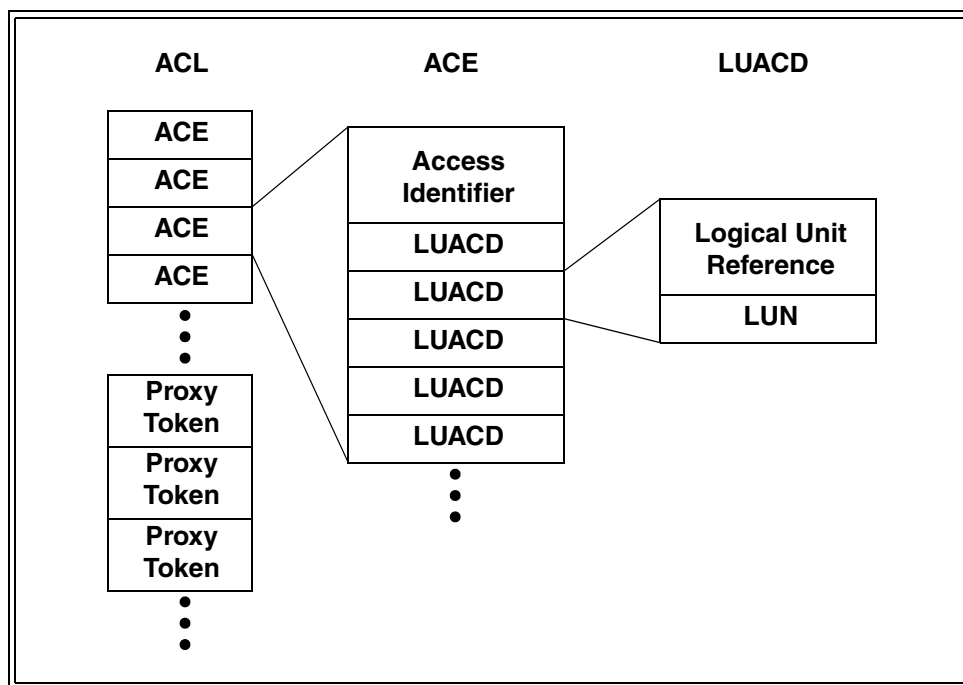 ACL
ACE
ACE
ACE
ACE
Proxy
Token
Proxy
Token
Proxy
Token
ACE
Access
Identifier
LUACD
LUACD
LUACD
LUACD
LUACD
LUACD
Logical Unit
Reference
LUN